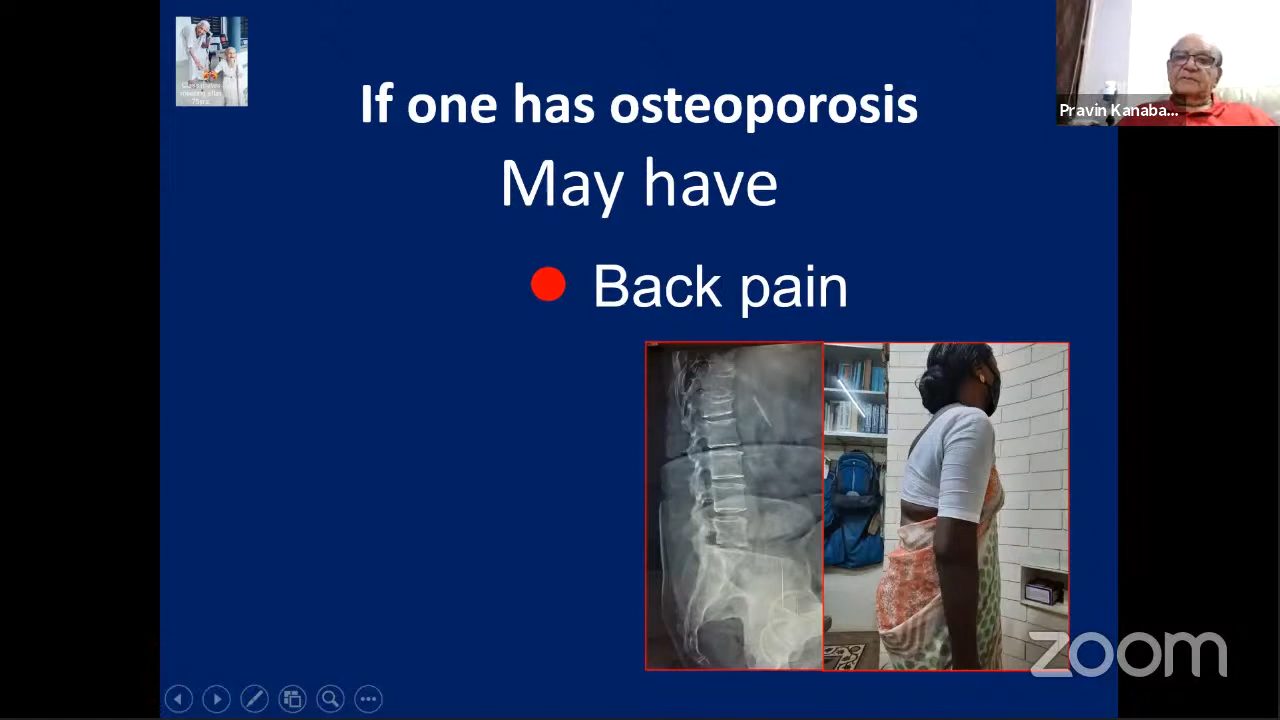 If one has osteoporosis
May have
Back pain
Pravin Kanaba...
zoom